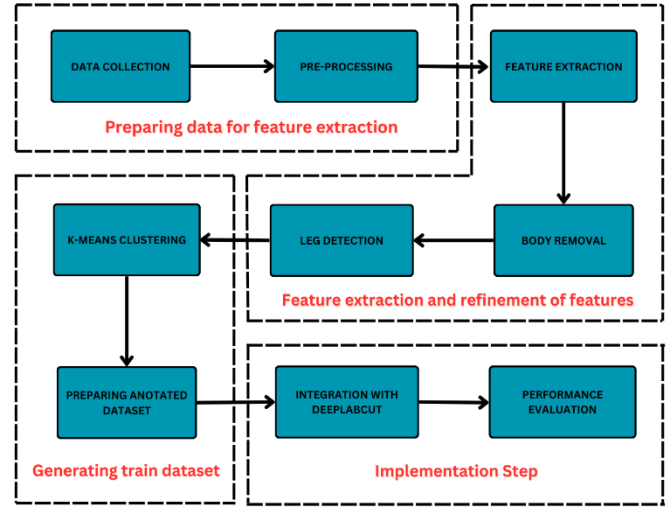 DATA COLLECTION
PRE-PROCESSING
FEATURE EXTRACTION
Preparing data for feature extraction
K-MEANS CLUSTERING
LEG DETECTION
BODY REMOVAL
Feature extraction and refinement of features
PREPARING ANOTATED
DATASET
INTEGRATION WITH
DEEPLABCUT
PERFORMANCE
EVALUATION
Generating train dataset
Implementation Step